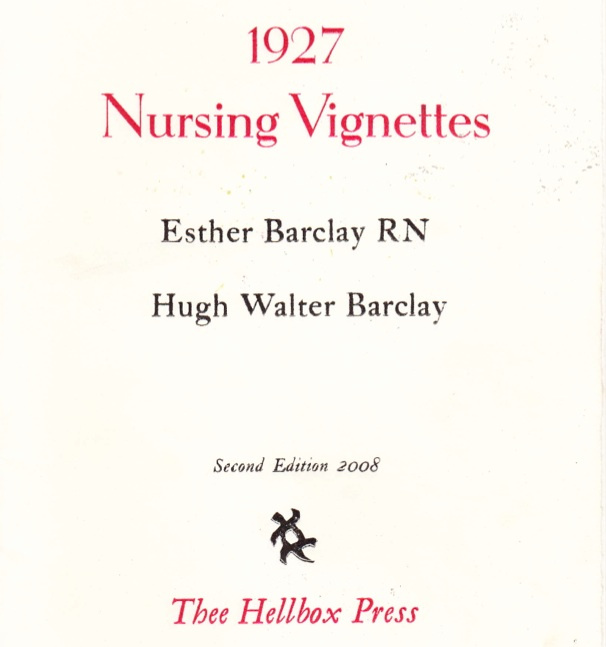 1927
Nursing Vignettes
Esther Barclay RN
Hugh Walter Barclay
Second Edition 2008
Thee Hellbox Press